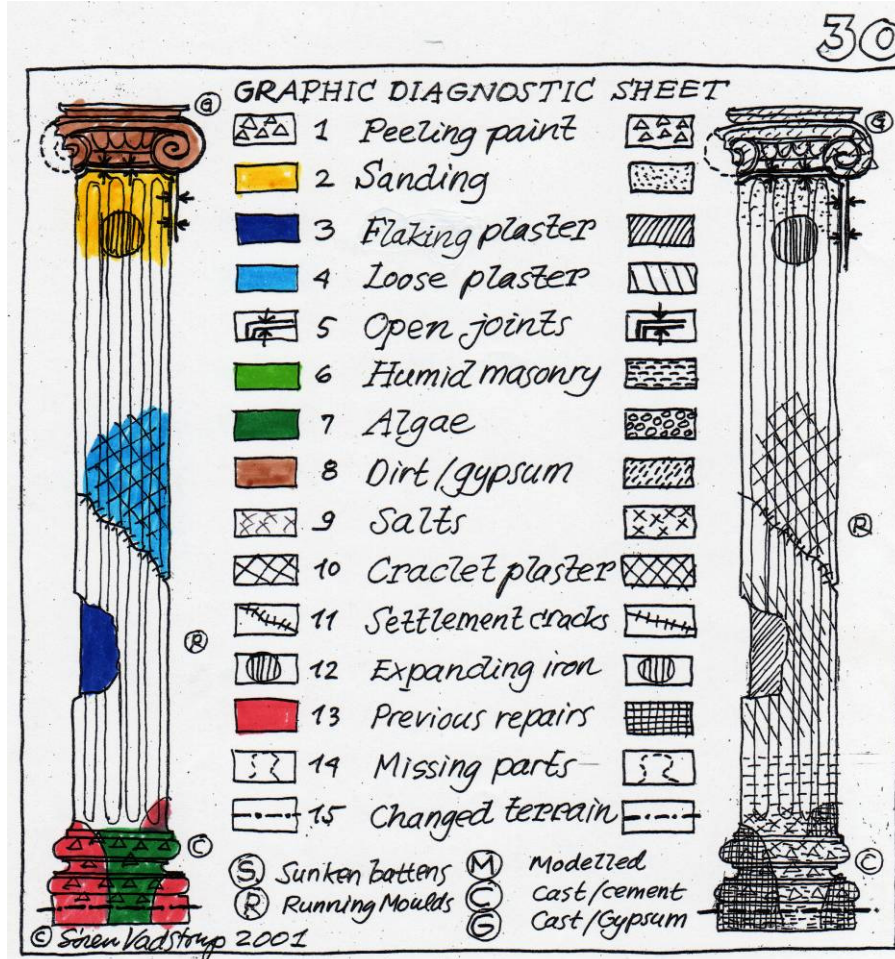 30
GRAPHIC DIAGNOSTIC SHEET
G
G
1 Peeling paint
2 Sanding
3 Flaking plaster
4 Loose plaster
5 Open joints
6 Humid masonry
7 Algae
8 Dirt/gypsum
9 Salts
10 Craclet plaster
R
11 Settlement cracks
12 Expanding iron
R
13 Previous repairs
14 Missing parts
15 Changed terrain
C
C
S Sunken battens
M Modelled
R Running Moulds
C Cast/cement
G Cast/Gypsum
© Sören Vadstrup 2001